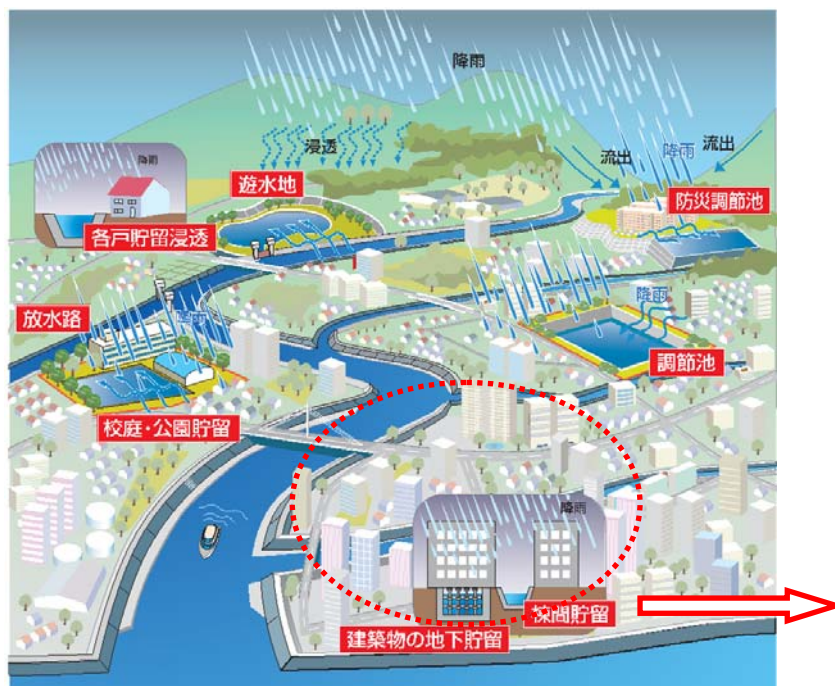 降雨
浸透
流出
降雨
流出
降雨
遊水地
防災調節池
各戸貯留浸透
放水路
降雨
降雨
調節池
校庭・公園貯留
降雨
棟間貯留
建築物の地下貯留